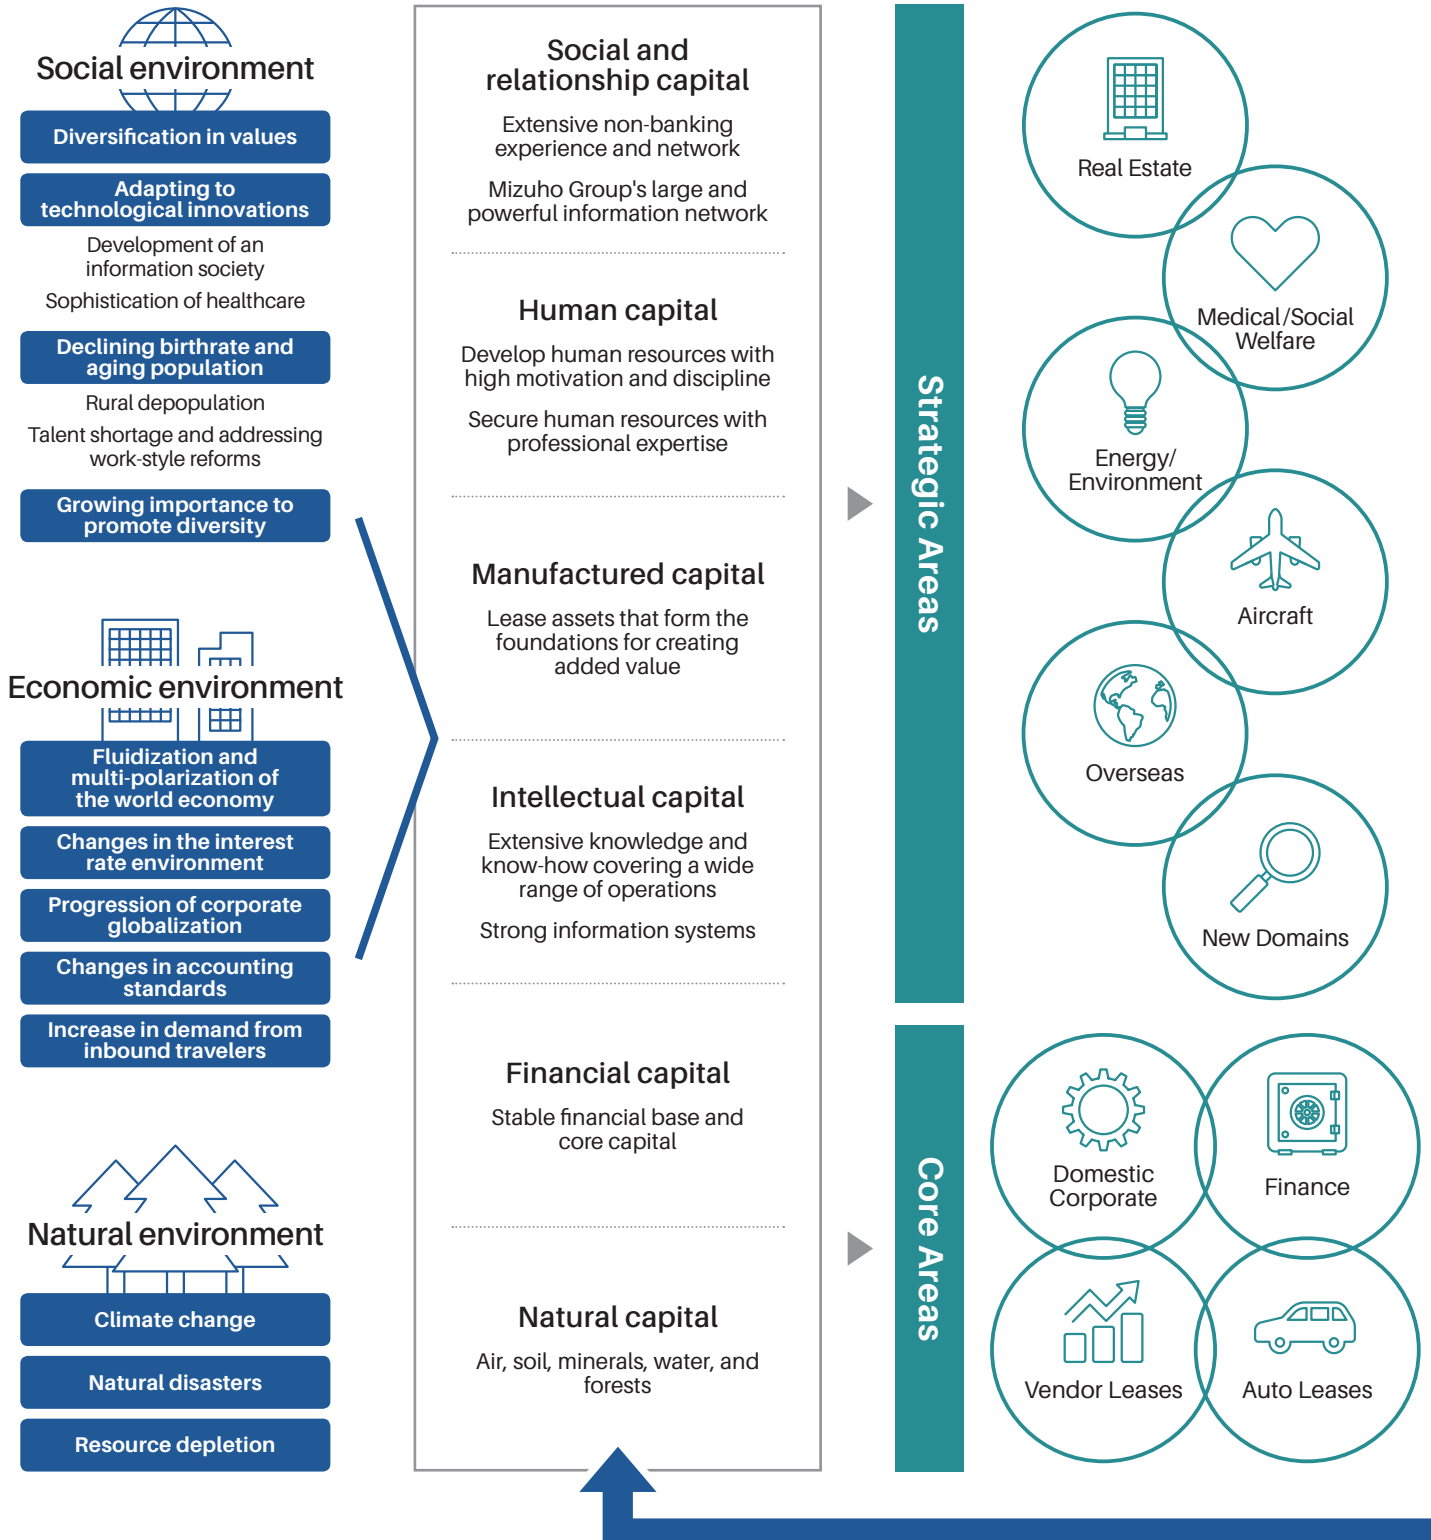 Social environment
Diversification in values
Adapting to
technological innovations
Development of an
information society
Sophistication of healthcare
Declining birthrate and
aging population
Rural depopulation
Talent shortage and addressing
work-style reforms
Growing importance to
promote diversity
Economic environment
Fluidization and
multi-polarization of
the world economy
Changes in the interest
rate environment
Progression of corporate
globalization
Changes in accounting
standards
Increase in demand from
inbound travelers
Natural environment
Climate change
Natural disasters
Resource depletion
Social and
relationship capital
Extensive non-banking
experience and network
Mizuho Group's large and
powerful information network
Human capital
Develop human resources with
high motivation and discipline
Secure human resources with
professional expertise
Manufactured capital
Lease assets that form the
foundations for creating
added value
Intellectual capital
Extensive knowledge and
know-how covering a wide
range of operations
Strong information systems
Financial capital
Stable financial base and
core capital
Natural capital
Air, soil, minerals, water, and
forests
Strategic Areas
Real Estate
Medical/Social
Welfare
Energy/
Environment
Aircraft
Overseas
New Domains
Core Areas
Domestic
Corporate
Finance
Vendor Leases
Auto Leases